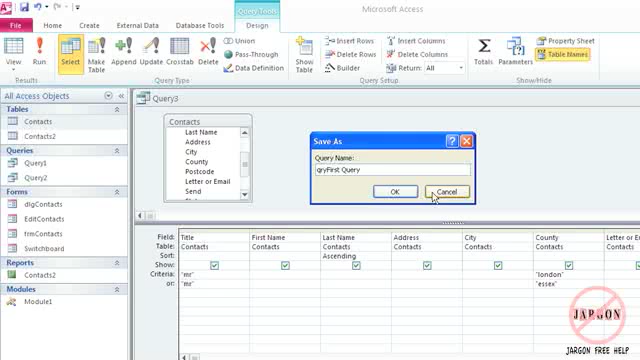 Query Tools
Microsoft Access
File
Home
Create
External Data
Database Tools
Design
View
Run
Select
Make Table
Append
Update
Crosstab
Delete
Union
Pass-Through
Data Definition
Show Table
Insert Rows
Delete Rows
Builder
Insert Columns
Delete Columns
Return: All
Totals
Parameters
Property Sheet
Table Names
Results
Query Type
Query Setup
Show/Hide
All Access Objects
Tables
Contacts
Contacts2
Queries
Query1
Query2
Forms
dlgContacts
EditContacts
frmContacts
Switchboard
Reports
Contacts2
Modules
Module1
Query3
Contacts
Last Name
Address
City
County
Postcode
Letter or Email
Send
Save As
Query Name:
qryFirst Query
OK
Cancel
Field: Title First Name Last Name Address City County Letter or E
Table: Contacts Contacts Contacts Contacts Contacts Contacts Contacts
Sort: Ascending
Show:
Criteria: "mr" "london"
or: "mr" "essex"
JARGON
JARGON FREE HELP